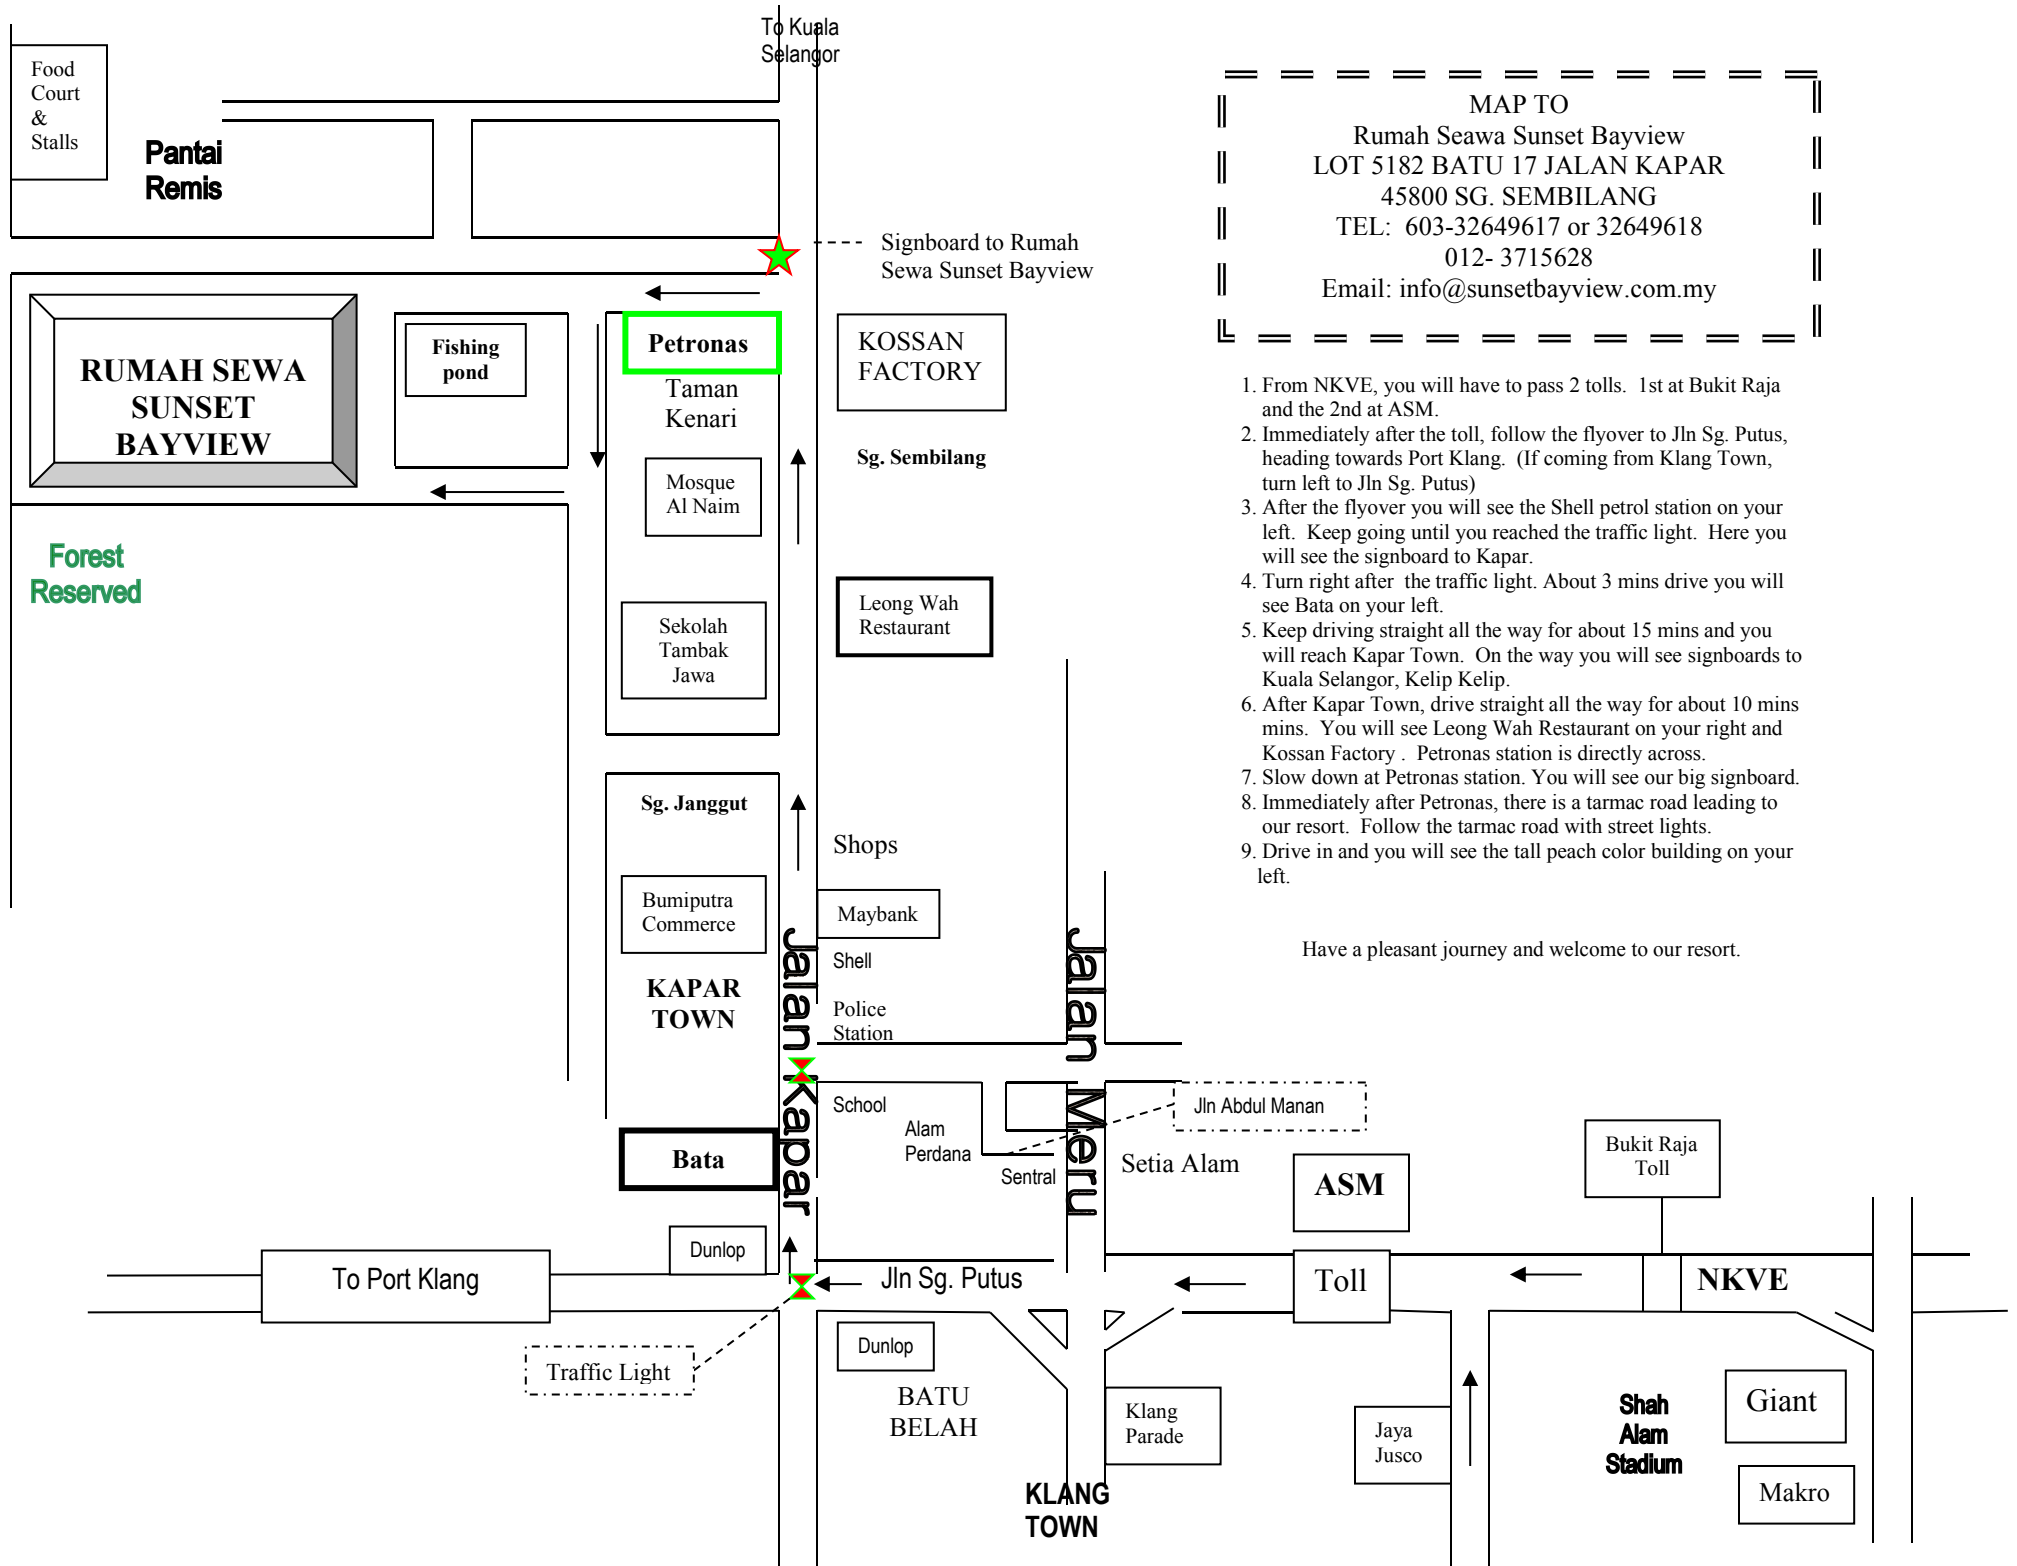 To Kuala
Selangor
Food
Court
&
Stalls
Pantai
Remis
MAP TO
Rumah Seawa Sunset Bayview
LOT 5182 BATU 17 JALAN KAPAR
45800 SG. SEMBILANG
TEL:  603-32649617 or 32649618
012- 3715628
Email: info@sunsetbayview.com.my
Signboard to Rumah
Sewa Sunset Bayview
RUMAH SEWA
SUNSET
BAYVIEW
Fishing
pond
Petronas
Taman
Kenari
KOSSAN
FACTORY
Sg. Sembilang
Mosque
Al Naim
Forest
Reserved
Leong Wah
Restaurant
Sekolah
Tambak
Jawa
1. From NKVE, you will have to pass 2 tolls.  1st at Bukit Raja
and the 2nd at ASM.
2. Immediately after the toll, follow the flyover to Jln Sg. Putus,
heading towards Port Klang.  (If coming from Klang Town,
turn left to Jln Sg. Putus)
3. After the flyover you will see the Shell petrol station on your
left.  Keep going until you reached the traffic light.  Here you
will see the signboard to Kapar.
4. Turn right after  the traffic light. About 3 mins drive you will
see Bata on your left.
5. Keep driving straight all the way for about 15 mins and you
will reach Kapar Town.  On the way you will see signboards to
Kuala Selangor, Kelip Kelip.
6. After Kapar Town, drive straight all the way for about 10 mins
mins.  You will see Leong Wah Restaurant on your right and
Kossan Factory .  Petronas station is directly across.
7. Slow down at Petronas station. You will see our big signboard.
8. Immediately after Petronas, there is a tarmac road leading to
our resort.  Follow the tarmac road with street lights.
9. Drive in and you will see the tall peach color building on your
left.
Have a pleasant journey and welcome to our resort.
Sg. Janggut
Shops
Bumiputra
Commerce
Maybank
Shell
KAPAR
TOWN
Police
Station
Jalan Kapar
Jalan Meru
School
Alam
Perdana
Jln Abdul Manan
Sentral
Setia Alam
Bata
ASM
Bukit Raja
Toll
Dunlop
To Port Klang
Jln Sg. Putus
Toll
NKVE
Traffic Light
Dunlop
BATU
BELAH
Klang
Parade
Jaya
Jusco
Shah
Alam
Stadium
Giant
Makro
KLANG
TOWN